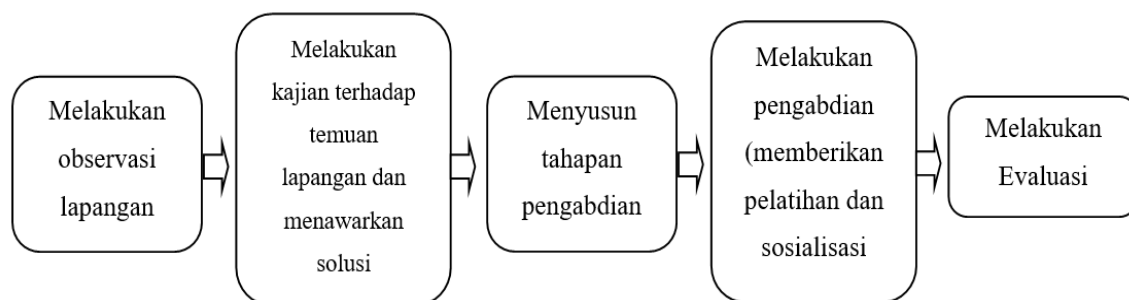 Melakukan
observasi
lapangan
Melakukan
kajian terhadap
temuan
lapangan dan
menawarkan
solusi
Menyusun
tahapan
pengabdian
Melakukan
pengabdian
(memberikan
pelatihan dan
sosialisasi
Melakukan
Evaluasi